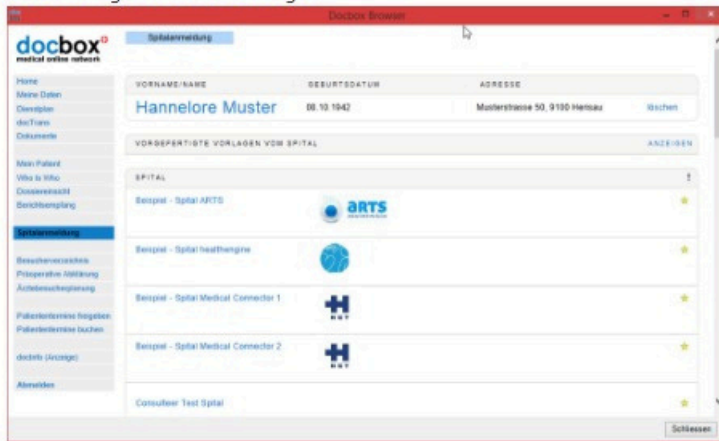 Docbox Browser
docbox
medical online network
Spitalanmeldung
Home
Meine Daten
Dienstplan
docTrans
Dokumente
Mein Patient
Who is Who
Dossiereinsicht
Berichtsempfang
Spitalanmeldung
Besucherverzeichnis
Präoperative Abklärung
Ärztebesuchsplanung
Patiententermine freigeben
Patiententermine buchen
docInfo (Anzeige)
Abmelden
VORNAME/NAME GEBURTSDATUM ADRESSE
Hannelore Muster 08.10.1942 Musterstrasse 50, 9100 Herisau löschen
VORGEFERTIGTE VORLAGEN VOM SPITAL ANZEIGEN
SPITAL !
Beispiel - Spital ARTS
ARTS
Beispiel - Spital healthengine
Beispiel - Spital Medical Connector 1
Beispiel - Spital Medical Connector 2
Consulteer Test Spital
Schliessen